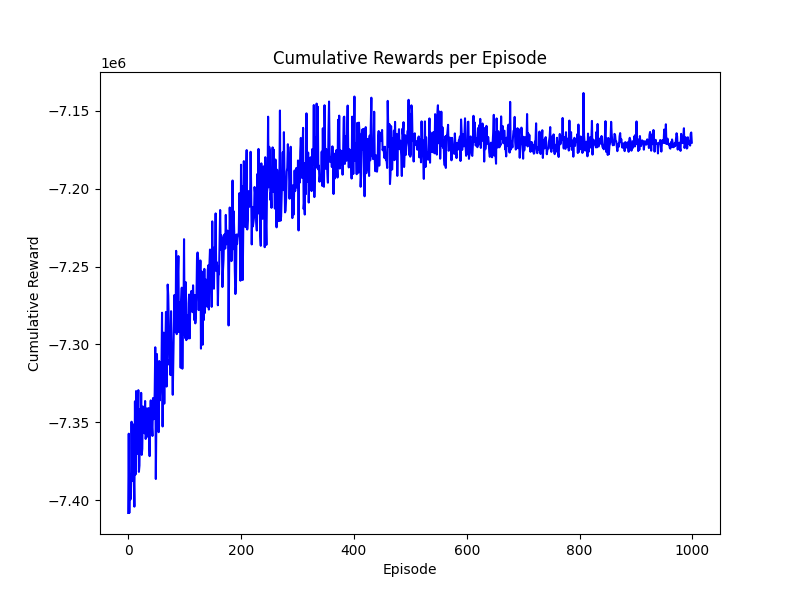 Cumulative Rewards per Episode
1e6
−7.15
−7.20
−7.25
−7.30
−7.35
−7.40
Cumulative Reward
0 200 400 600 800 1000
Episode